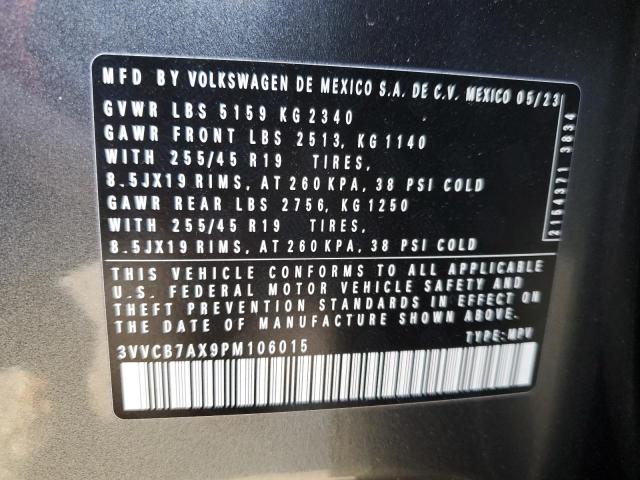 MFD BY VOLKSWAGEN DE MEXICO S.A. DE C.V. MEXICO 05/23
GVWR LBS 5159 KG 2340
GAWR FRONT LBS 2513, KG 1140
WITH 255/45 R19 TIRES,
8.5JX19 RIMS, AT 260 KPA, 38 PSI COLD
GAWR REAR LBS 2756, KG 1250
WITH 255/45 R19 TIRES,
8.5JX19 RIMS, AT 260 KPA, 38 PSI COLD
2154371 3834
THIS VEHICLE CONFORMS TO ALL APPLICABLE
U.S. FEDERAL MOTOR VEHICLE SAFETY AND
THEFT PREVENTION STANDARDS IN EFFECT ON
THE DATE OF MANUFACTURE SHOWN ABOVE.
3VVCB7AX9PM106015 TYPE: MPV